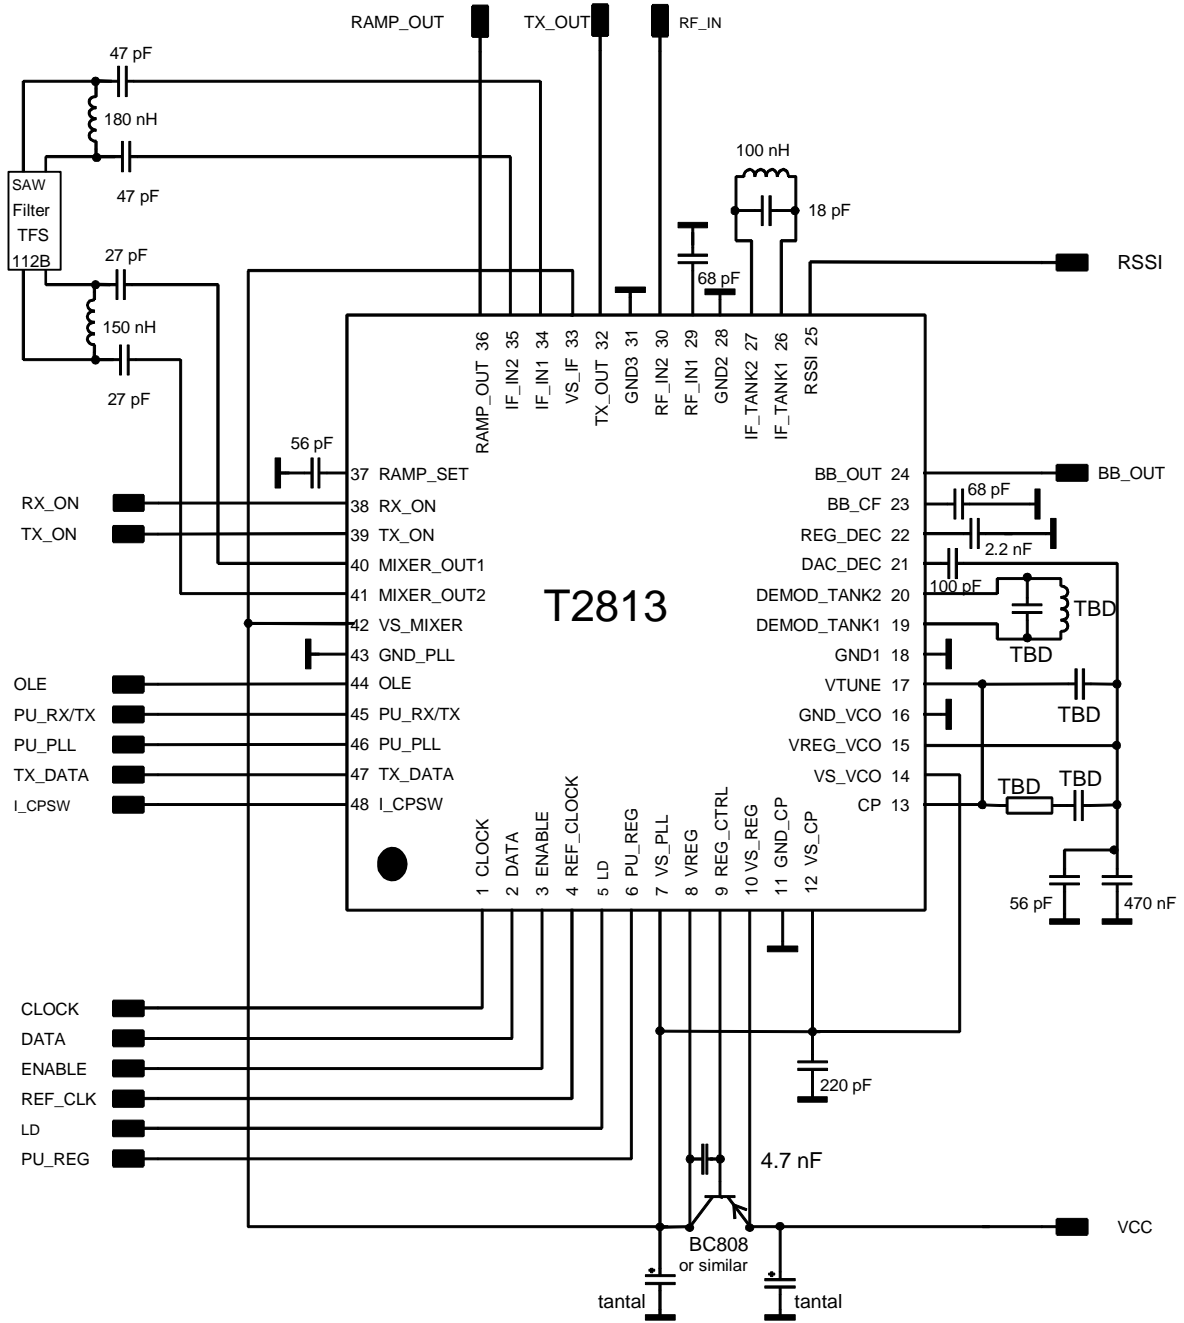 RAMP_OUT
TX_OUT
RF_IN
47 pF
180 nH
47 pF
SAW
Filter
TFS
112B
27 pF
150 nH
27 pF
100 nH
18 pF
68 pF
RSSI
RAMP_OUT 36
IF_IN2 35
IF_IN1 34
VS_IF 33
TX_OUT 32
GND3 31
RF_IN2 30
RF_IN1 29
GND2 28
IF_TANK2 27
IF_TANK1 26
RSSI 25
56 pF
37 RAMP_SET
RX_ON
38 RX_ON
TX_ON
39 TX_ON
40 MIXER_OUT1
41 MIXER_OUT2
42 VS_MIXER
43 GND_PLL
OLE
44 OLE
PU_RX/TX
45 PU_RX/TX
PU_PLL
46 PU_PLL
TX_DATA
47 TX_DATA
I_CPSW
48 I_CPSW
T2813
BB_OUT 24
BB_OUT
BB_CF 23
68 pF
REG_DEC 22
2.2 nF
DAC_DEC 21
100 pF
DEMOD_TANK2 20
TBD
DEMOD_TANK1 19
TBD
GND1 18
VTUNE 17
TBD
GND_VCO 16
VREG_VCO 15
VS_VCO 14
CP 13
TBD
TBD
56 pF
470 nF
1 CLOCK
2 DATA
3 ENABLE
4 REF_CLOCK
5 LD
6 PU_REG
7 VS_PLL
8 VREG
9 REG_CTRL
10 VS_REG
11 GND_CP
12 VS_CP
CLOCK
DATA
ENABLE
REF_CLK
LD
PU_REG
220 pF
4.7 nF
BC808
or similar
VCC
+
tantal
+
tantal